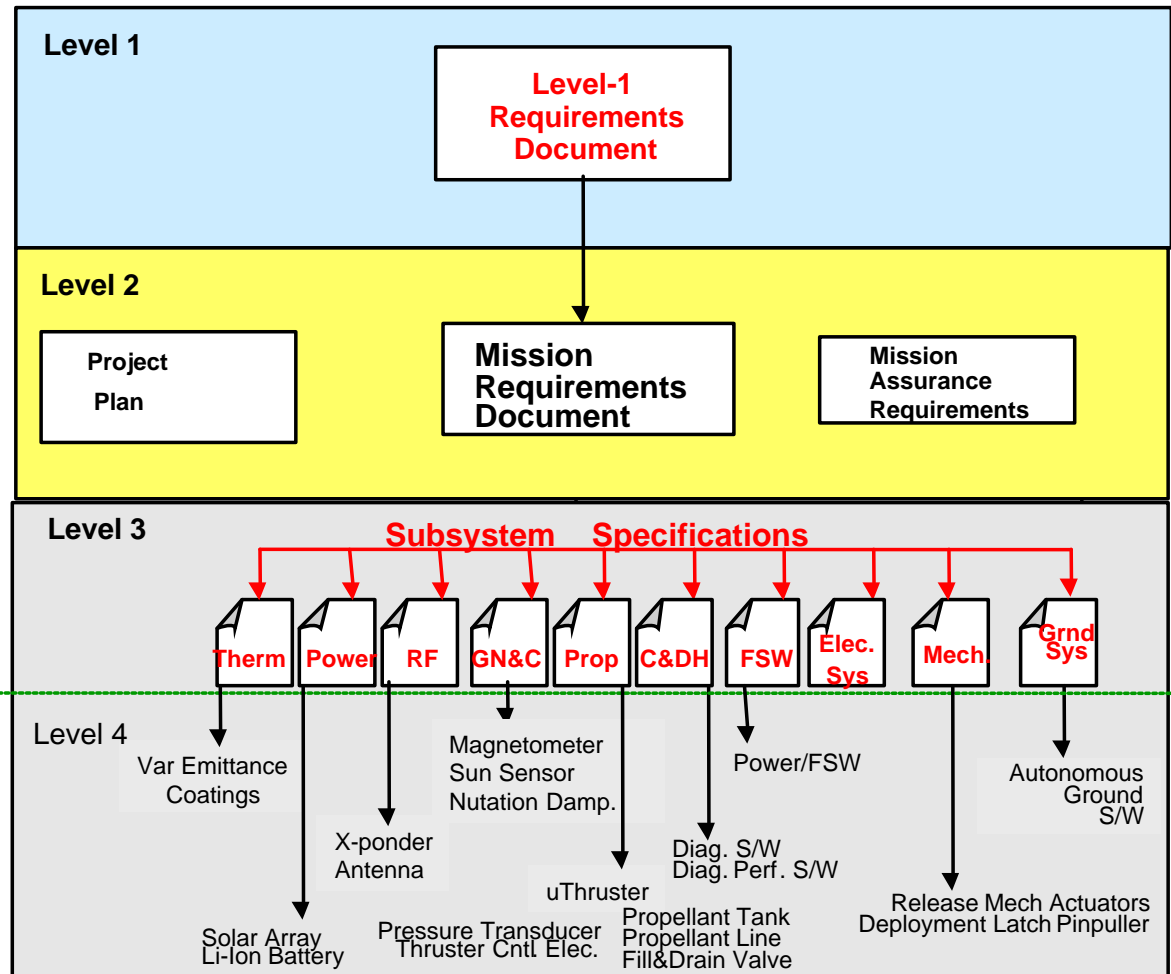 Level 1
Level-1
Requirements
Document
Level 2
Project
Plan
Mission
Requirements
Document
Mission
Assurance
Requirements
Level 3
Subsystem Specifications
Therm
Power
RF
GN&C
Prop
C&DH
FSW
Elec.
Sys
Mech.
Grnd
Sys
Level 4
Var Emittance
Coatings
Solar Array
Li-Ion Battery
X-ponder
Antenna
Magnetometer
Sun Sensor
Nutation Damp.
uThruster
Pressure Transducer
Thruster Cntl. Elec.
Propellant Tank
Propellant Line
Fill&Drain Valve
Diag. S/W
Diag. Perf. S/W
Power/FSW
Release Mech Actuators
Deployment Latch Pinpuller
Autonomous
Ground
S/W